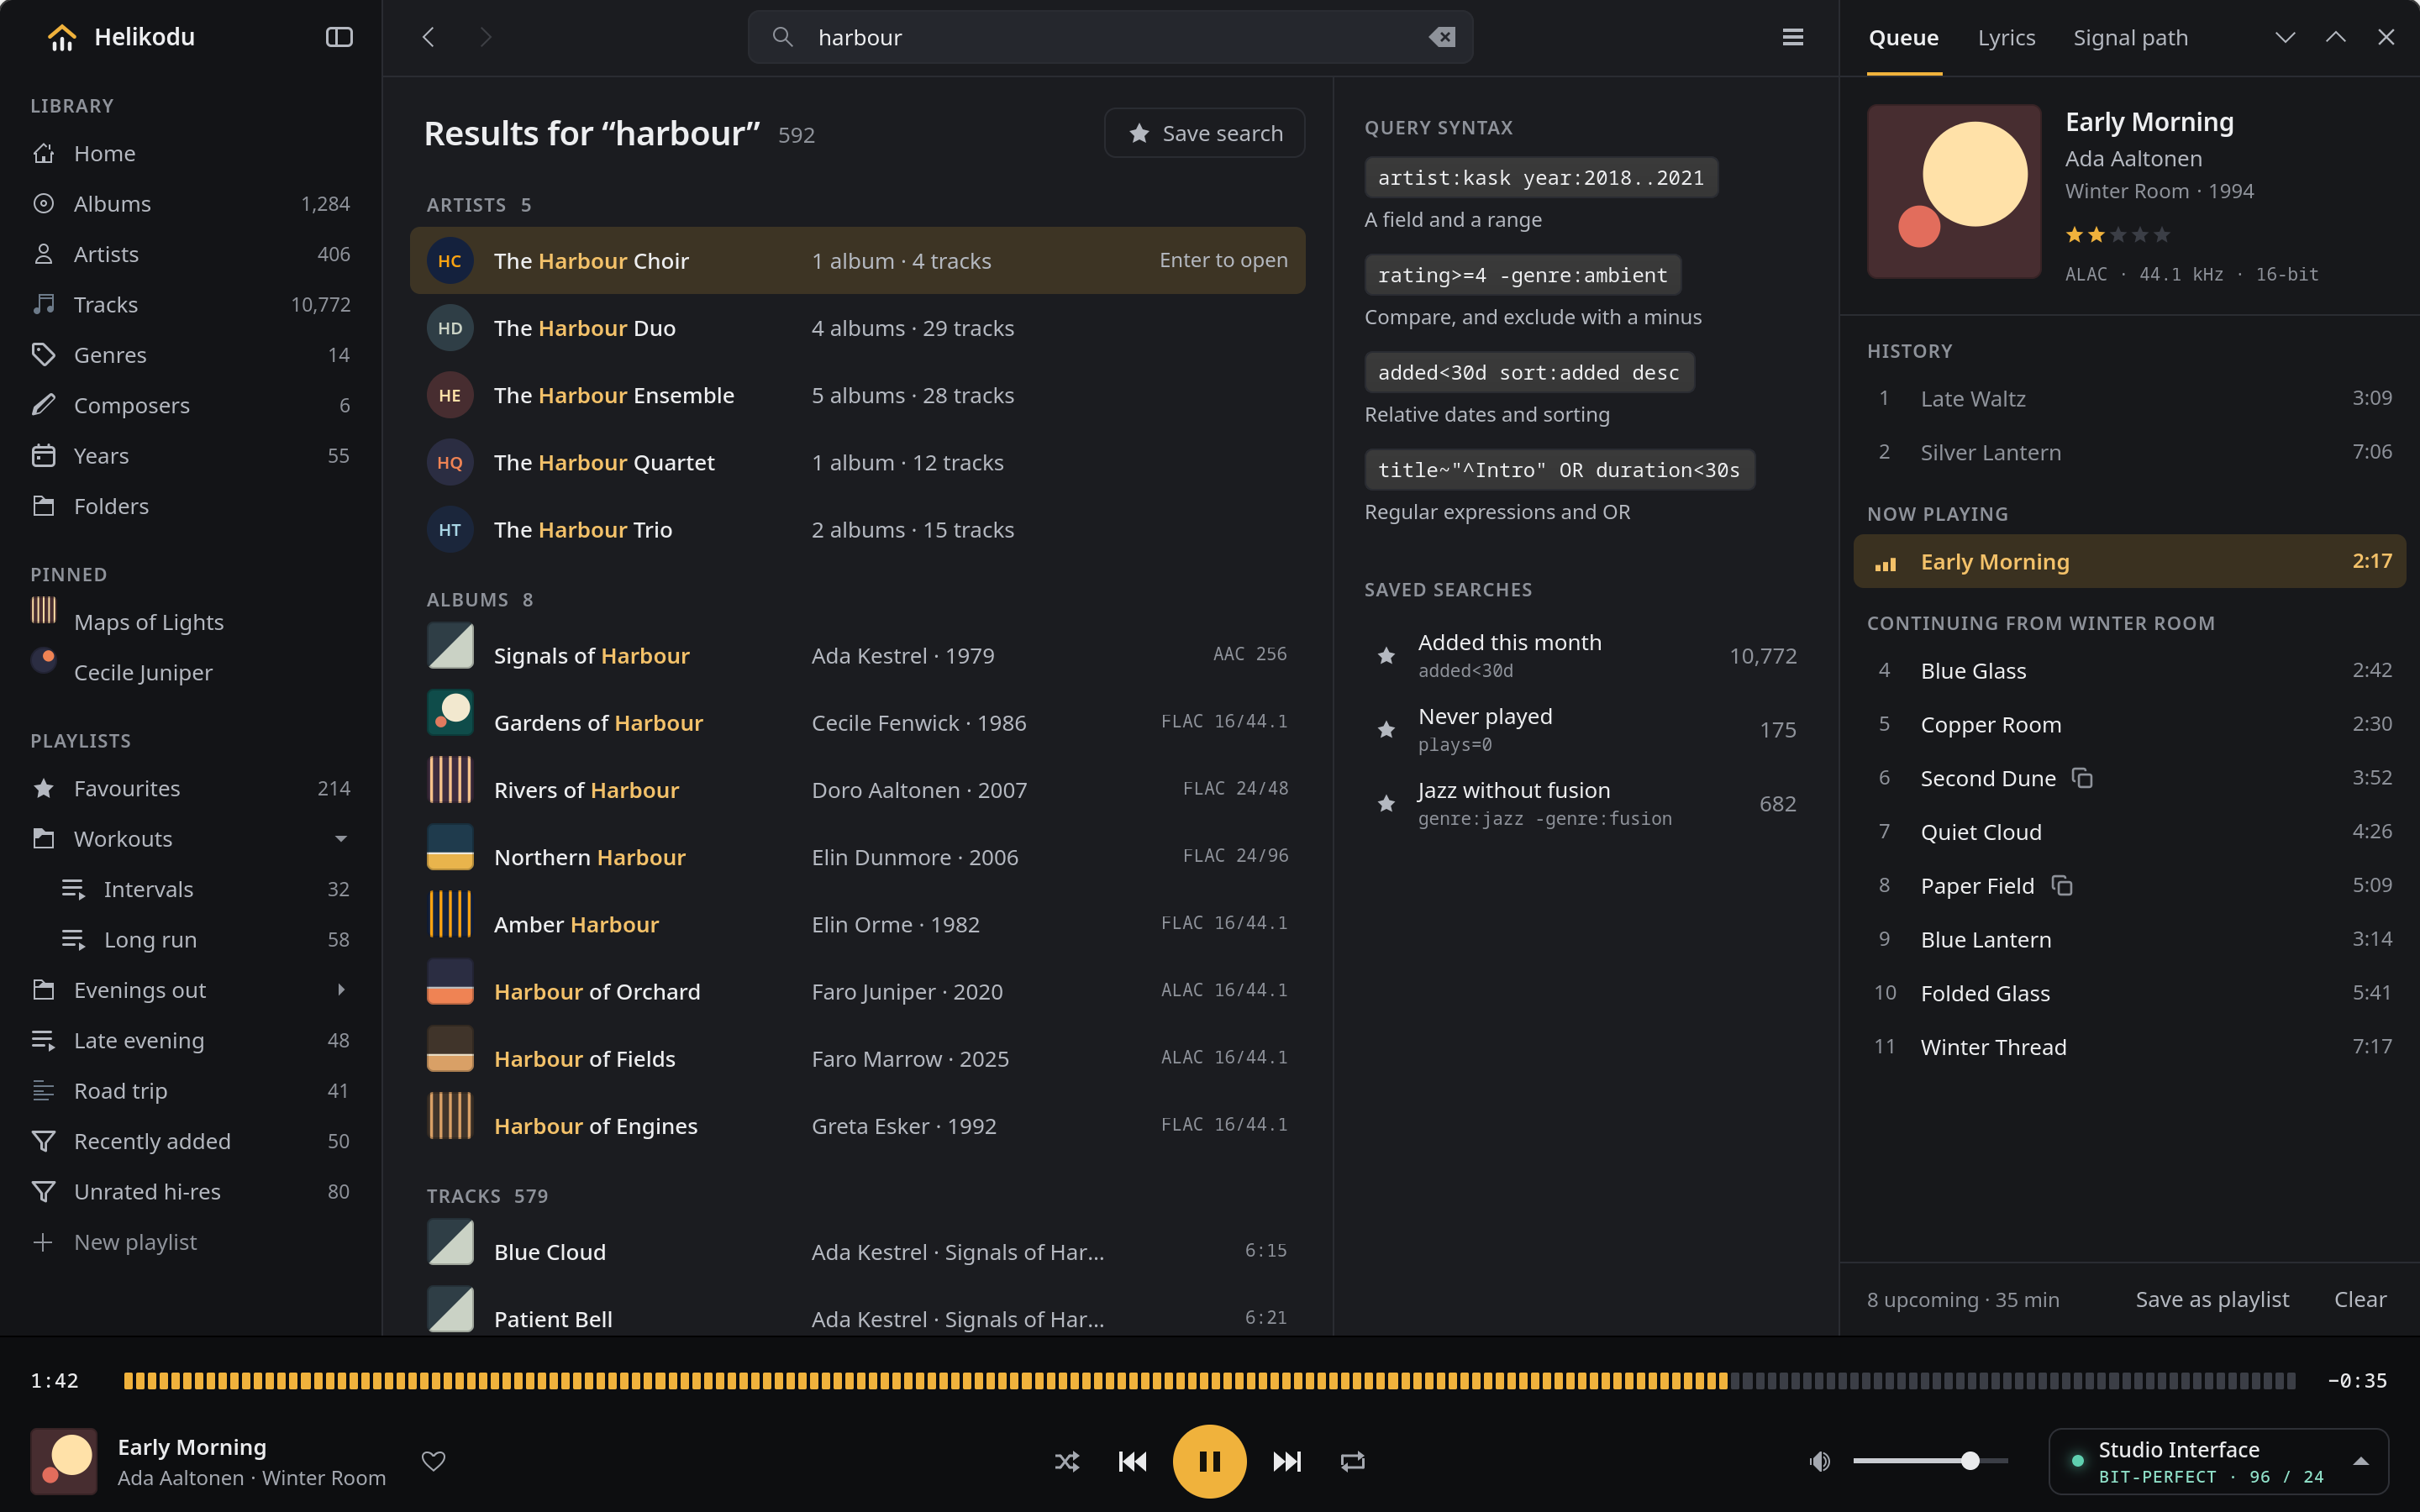 Helikodu
LIBRARY
Home
Albums 1,284
Artists 406
Tracks 10,772
Genres 14
Composers 6
Years 55
Folders
PINNED
Maps of Lights
Cecile Juniper
PLAYLISTS
Favourites 214
Workouts
Intervals 32
Long run 58
Evenings out
Late evening 48
Road trip 41
Recently added 50
Unrated hi-res 80
New playlist
harbour
Results for “harbour” 592
Save search
ARTISTS 5
HC The Harbour Choir 1 album · 4 tracks Enter to open
HD The Harbour Duo 4 albums · 29 tracks
HE The Harbour Ensemble 5 albums · 28 tracks
HQ The Harbour Quartet 1 album · 12 tracks
HT The Harbour Trio 2 albums · 15 tracks
ALBUMS 8
Signals of Harbour Ada Kestrel · 1979 AAC 256
Gardens of Harbour Cecile Fenwick · 1986 FLAC 16/44.1
Rivers of Harbour Doro Aaltonen · 2007 FLAC 24/48
Northern Harbour Elin Dunmore · 2006 FLAC 24/96
Amber Harbour Elin Orme · 1982 FLAC 16/44.1
Harbour of Orchard Faro Juniper · 2020 ALAC 16/44.1
Harbour of Fields Faro Marrow · 2025 ALAC 16/44.1
Harbour of Engines Greta Esker · 1992 FLAC 16/44.1
TRACKS 579
Blue Cloud Ada Kestrel · Signals of Har... 6:15
Patient Bell Ada Kestrel · Signals of Har... 6:21
QUERY SYNTAX
artist:kask year:2018..2021
A field and a range
rating>=4 -genre:ambient
Compare, and exclude with a minus
added<30d sort:added desc
Relative dates and sorting
title~"^Intro" OR duration<30s
Regular expressions and OR
SAVED SEARCHES
Added this month 10,772
added<30d
Never played 175
plays=0
Jazz without fusion 682
genre:jazz -genre:fusion
Queue Lyrics Signal path
Early Morning
Ada Aaltonen
Winter Room · 1994
ALAC · 44.1 kHz · 16-bit
HISTORY
1 Late Waltz 3:09
2 Silver Lantern 7:06
NOW PLAYING
Early Morning 2:17
CONTINUING FROM WINTER ROOM
4 Blue Glass 2:42
5 Copper Room 2:30
6 Second Dune 3:52
7 Quiet Cloud 4:26
8 Paper Field 5:09
9 Blue Lantern 3:14
10 Folded Glass 5:41
11 Winter Thread 7:17
8 upcoming · 35 min Save as playlist Clear
1:42 −0:35
Early Morning
Ada Aaltonen · Winter Room
Studio Interface
BIT-PERFECT · 96 / 24